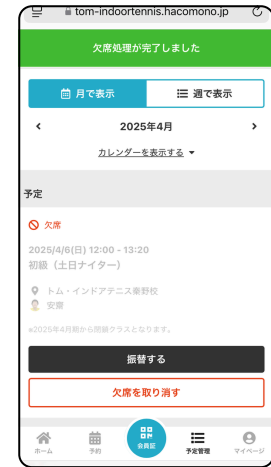 tom-indoortennis.hacomono.jp
欠席処理が完了しました
月で表示 週で表示
2025年4月
カレンダーを表示する
予定
欠席
2025/4/6(日) 12:00 - 13:20
初級(土日ナイター)
トム・インドアテニス秦野校
安齋
※2025年4月期から開講クラスとなります。
振替する
欠席を取り消す
ホーム 予約 会員証 予定管理 マイページ